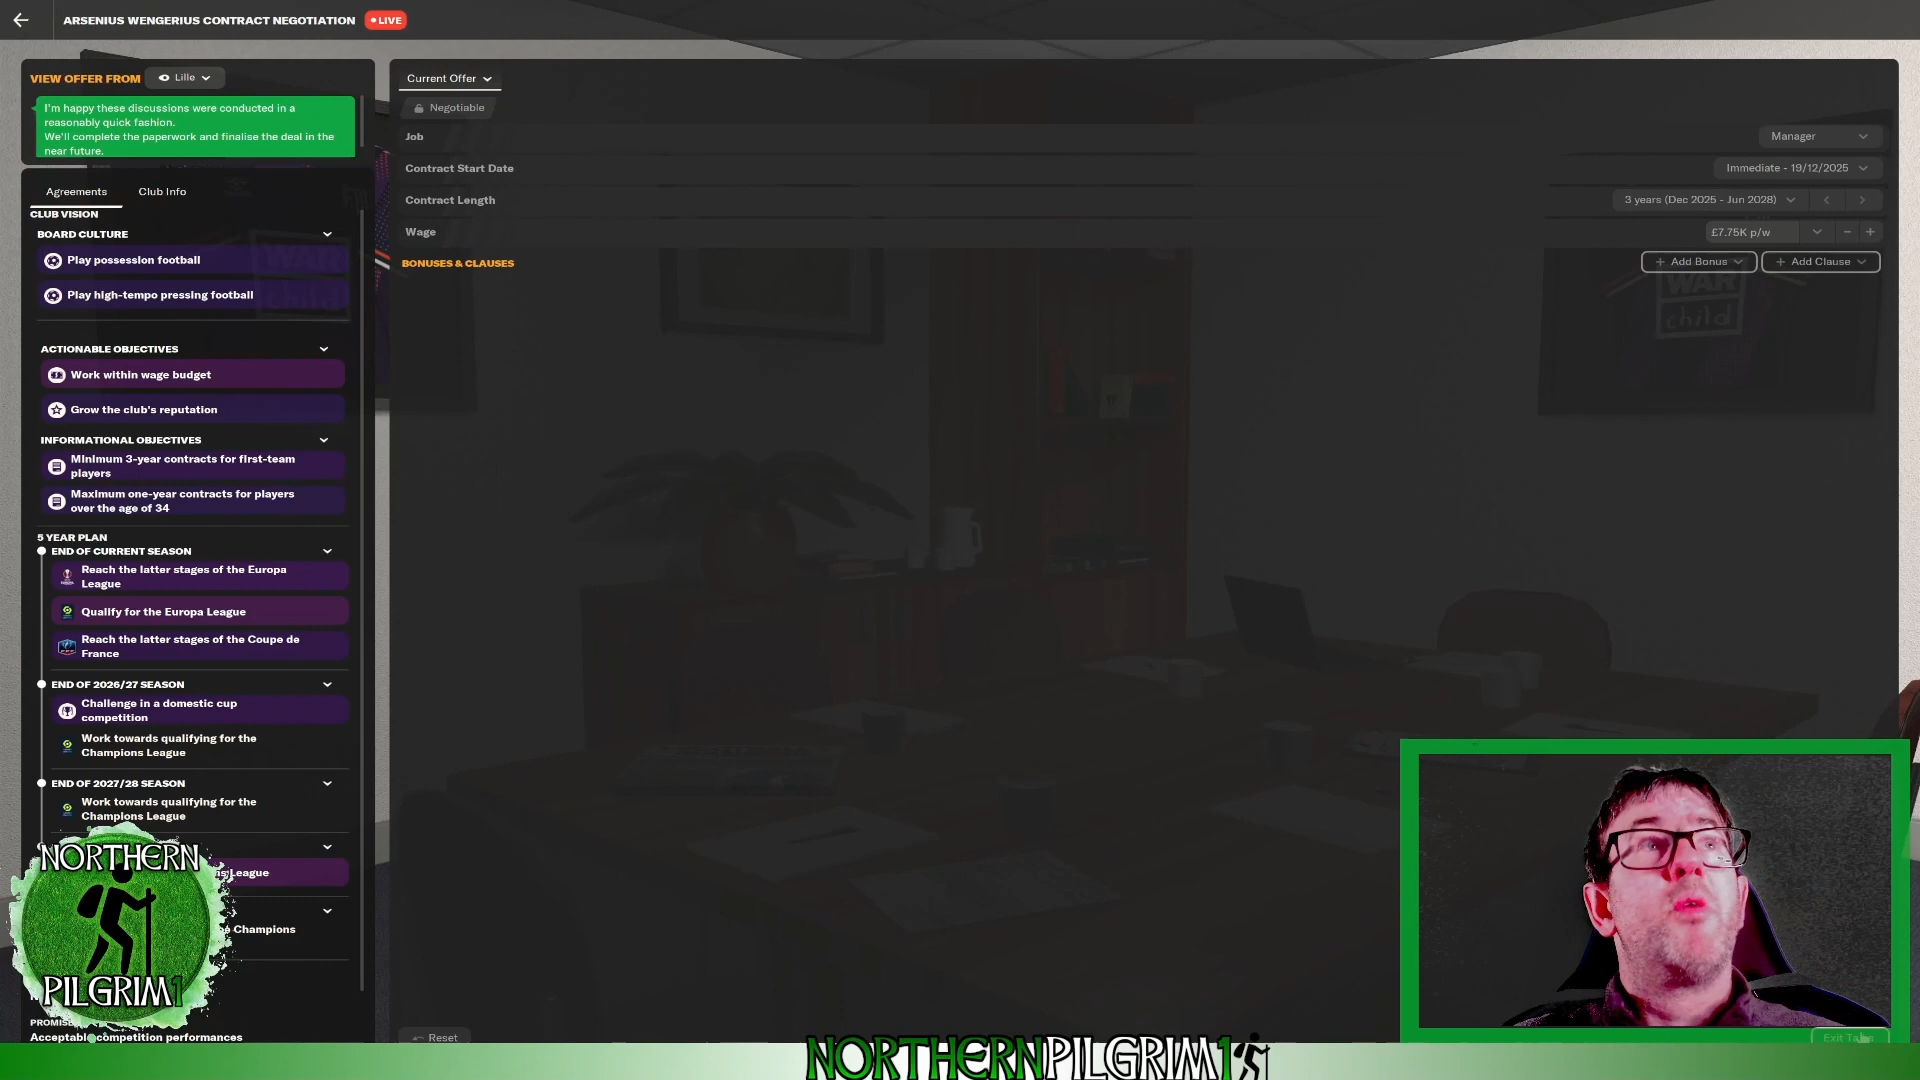 ARSENIUS WENGERIUS CONTRACT NEGOTIATION
LIVE
VIEW OFFER FROM
Lille
I'm happy these discussions were conducted in a
reasonably quick fashion.
We'll complete the paperwork and finalise the deal in the
near future.
Agreements
Club Info
CLUB VISION
BOARD CULTURE
Play possession football
Play high-tempo pressing football
ACTIONABLE OBJECTIVES
Work within wage budget
Grow the club's reputation
INFORMATIONAL OBJECTIVES
Minimum 3-year contracts for first-team
players
Maximum one-year contracts for players
over the age of 34
5 YEAR PLAN
END OF CURRENT SEASON
Reach the latter stages of the Europa
League
Qualify for the Europa League
Reach the latter stages of the Coupe de
France
END OF 2026/27 SEASON
Challenge in a domestic cup
competition
Work towards qualifying for the
Champions League
END OF 2027/28 SEASON
Work towards qualifying for the
Champions League
League
Champions
Acceptable competition performances
NORTHERN
PILGRIM1
Current Offer
Negotiable
Job
Manager
Contract Start Date
Immediate - 19/12/2025
Contract Length
3 years (Dec 2025 - Jun 2028)
Wage
£7.75K p/w
BONUSES & CLAUSES
Add Bonus
Add Clause
WAR
child
Reset
Exit
NORTHERNPILGRIM1